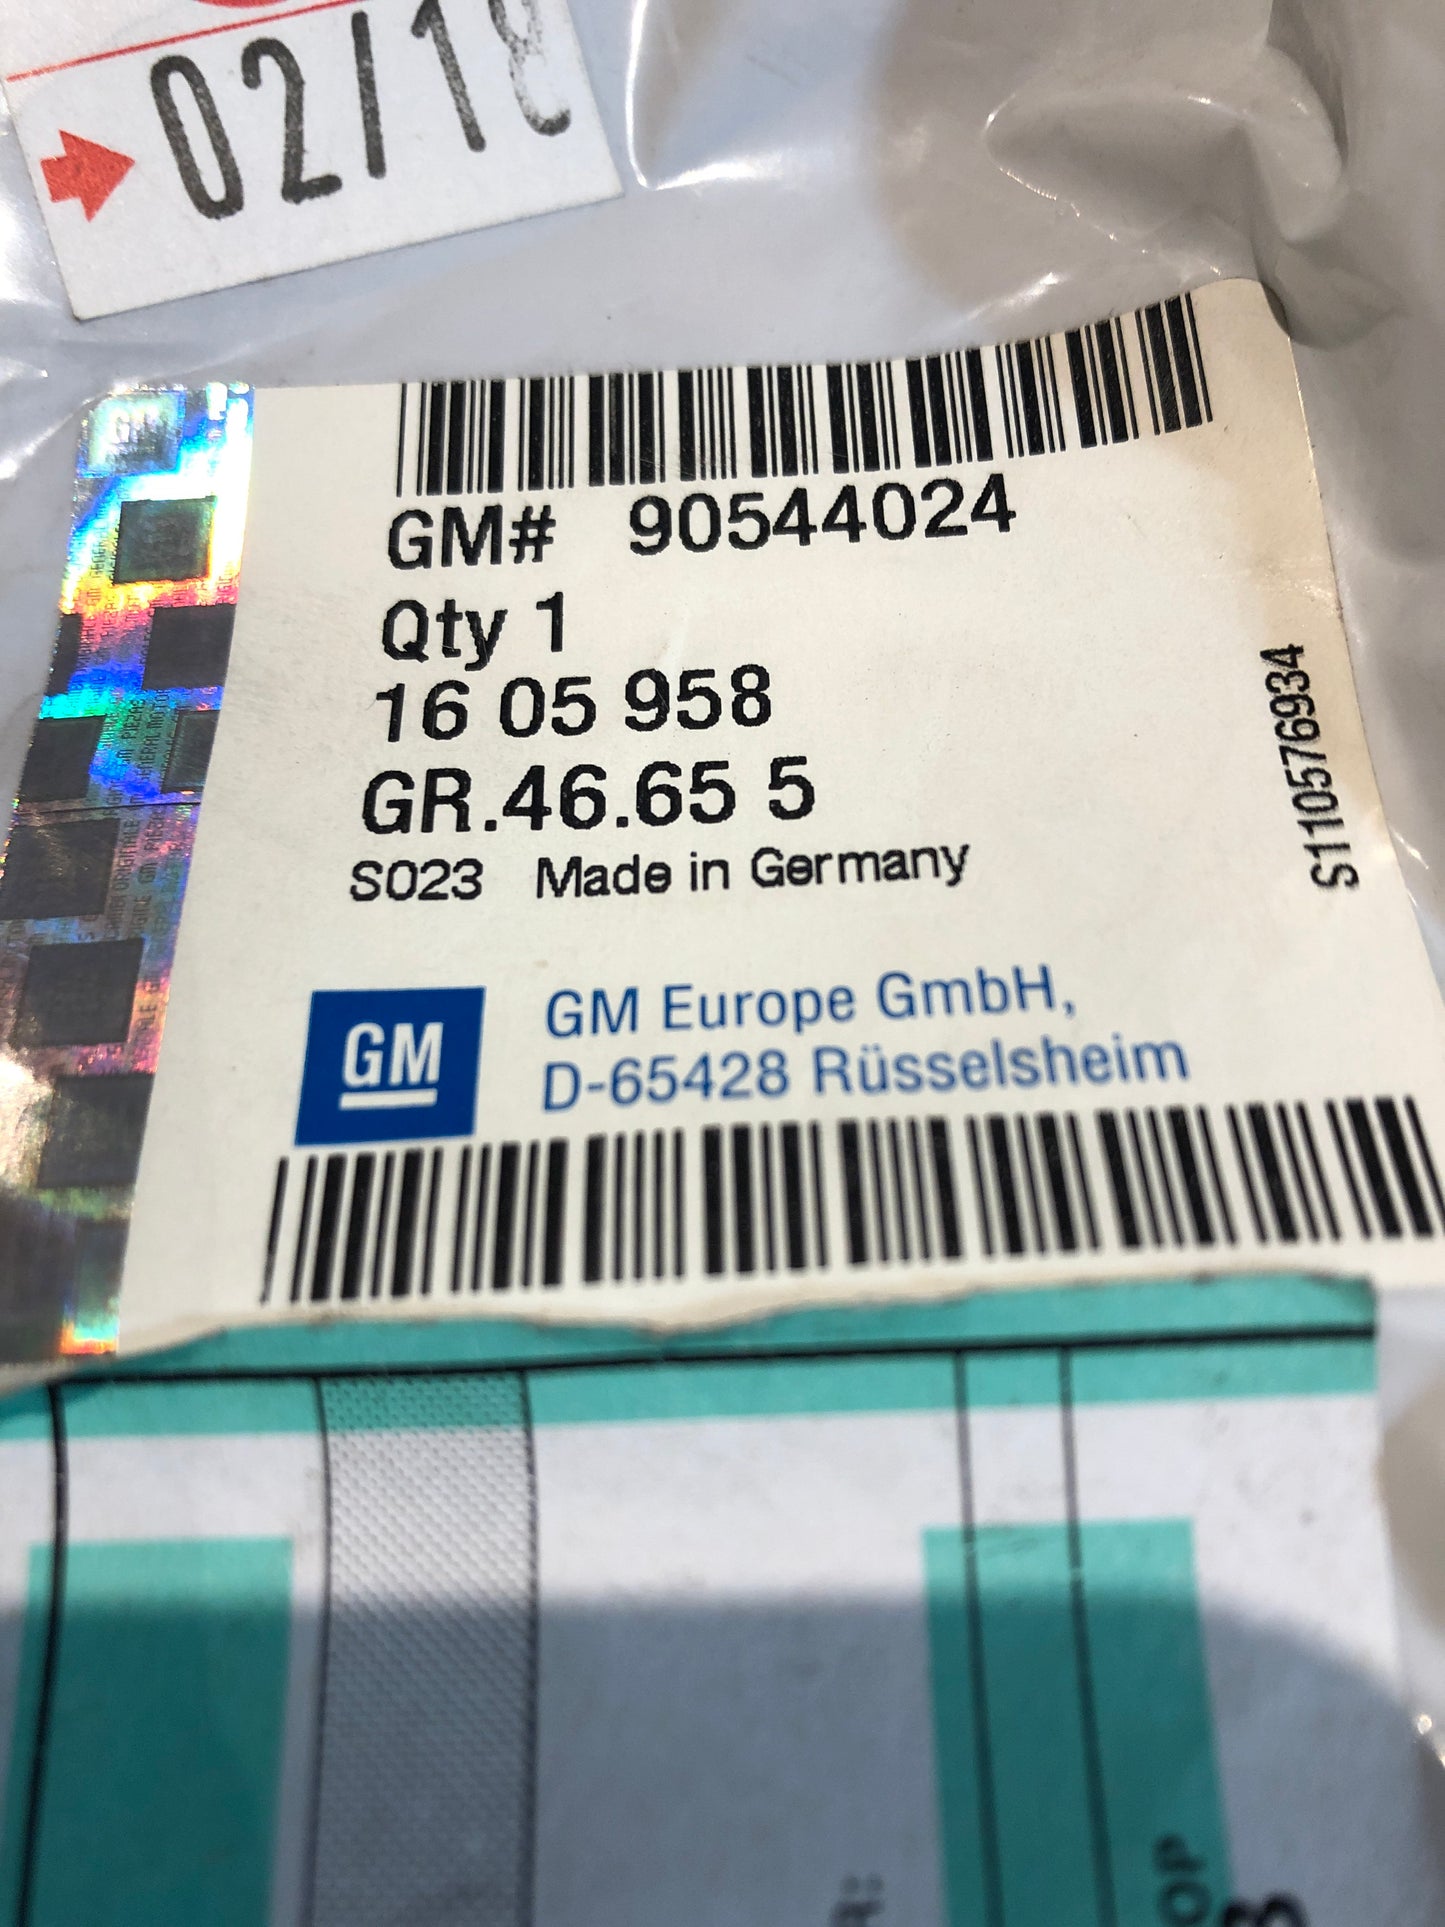 02/18
GM# 90544024
Qty 1
16 05 958
GR.46.65 5
S023 Made in Germany
S110576934
GM
GM Europe GmbH,
D-65428 Rüsselsheim